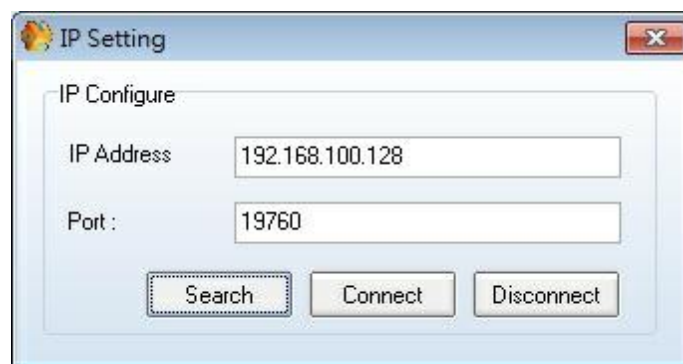 IP Setting
IP Configure
IP Address 192.168.100.128
Port : 19760
Search Connect Disconnect